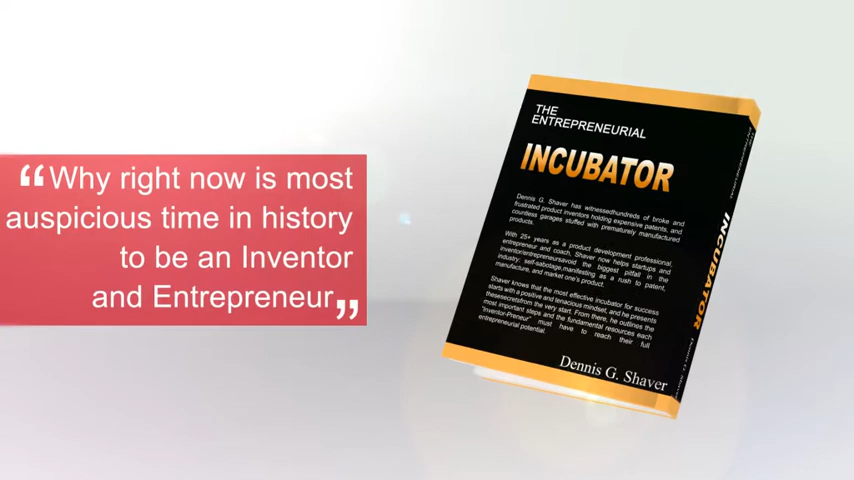 “Why right now is most
auspicious time in history
to be an Inventor
and Entrepreneur„
THE
ENTREPRENEURIAL
INCUBATOR
Dennis G. Shaver has witnessedhundreds of broke and
frustrated product inventors holding expensive patents, and
countless garages stuffed with prematurely manufactured
products.
With 25+ years as a product development professional,
entrepreneur and coach, Shaver now helps startups and
inventor/entrepreneursavoid the biggest pitfall in the
industry: self-sabotage,manifesting as a rush to patent,
manufacture, and market one's product.
Shaver knows that the most effective incubator for success
starts with a positive and tenacious mindset, and he presents
thesesecretsfrom the very start. From there, he outlines the
most important steps and the fundamental resources each
"Inventor-Preneur" must have to reach their full
entrepreneurial potential.
Dennis G. Shaver
THE
ENTREPRENEURIAL
INCUBATOR
Dennis G. Shaver